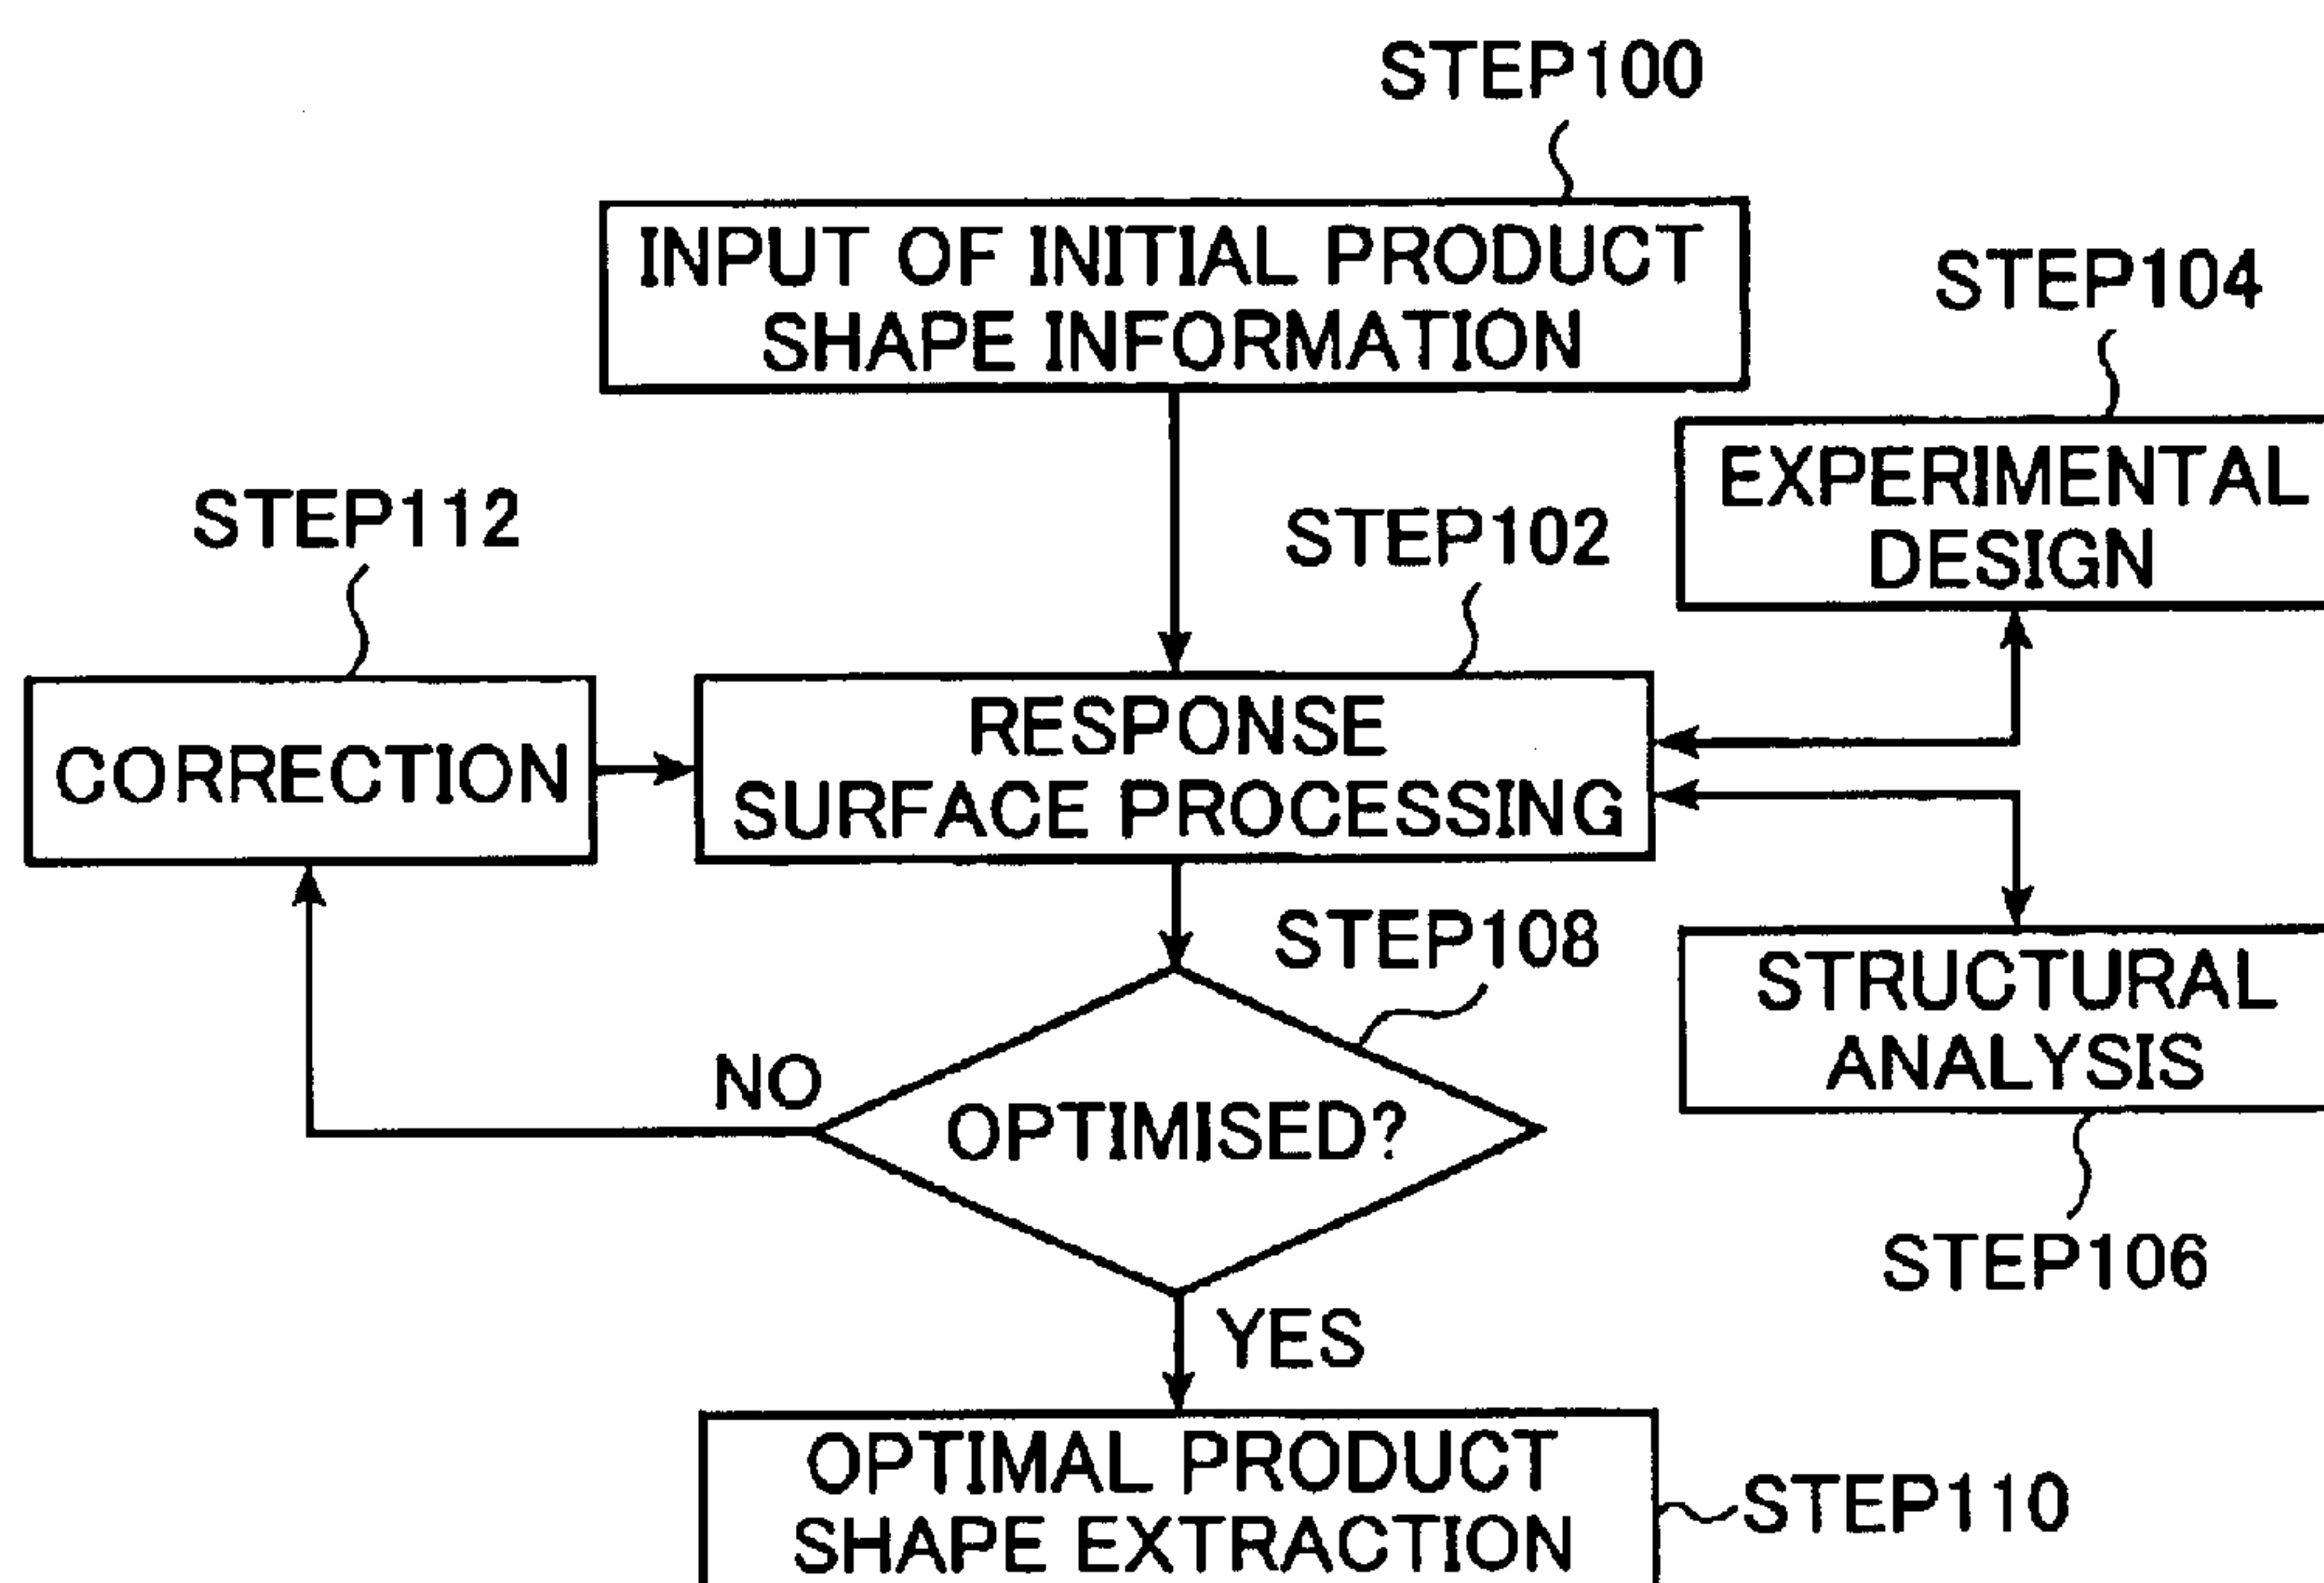 STEP100
INPUT OF INITIAL PRODUCT
SHAPE INFORMATION
STEP104
EXPERIMENTAL
DESIGN
STEP112
STEP102
CORRECTION
RESPONSE
SURFACE PROCESSING
STEP108
STRUCTURAL
ANALYSIS
NO
OPTIMISED?
STEP106
YES
OPTIMAL PRODUCT
SHAPE EXTRACTION
STEP110